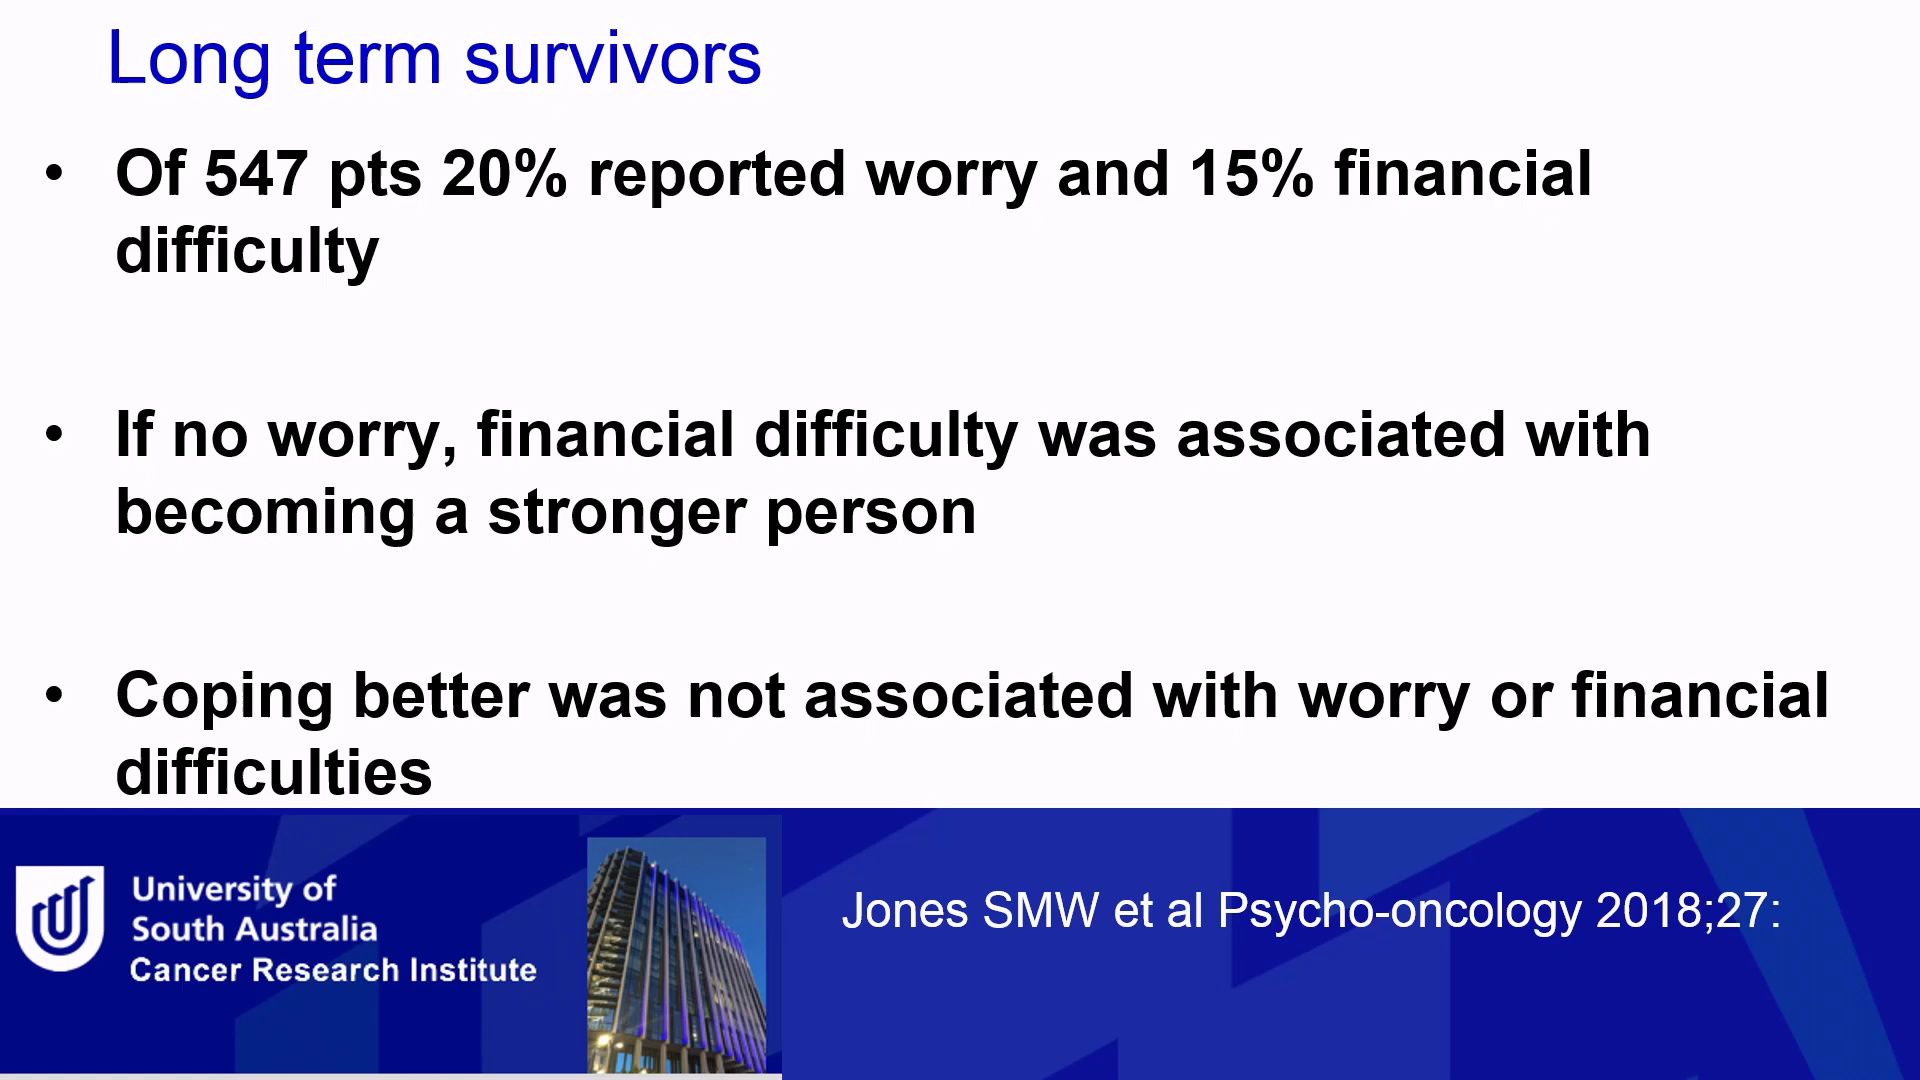 Long term survivors
• Of 547 pts 20% reported worry and 15% financial
difficulty
• If no worry, financial difficulty was associated with
becoming a stronger person
• Coping better was not associated with worry or financial
difficulties
University of
South Australia
Cancer Research Institute
Jones SMW et al Psycho-oncology 2018;27: